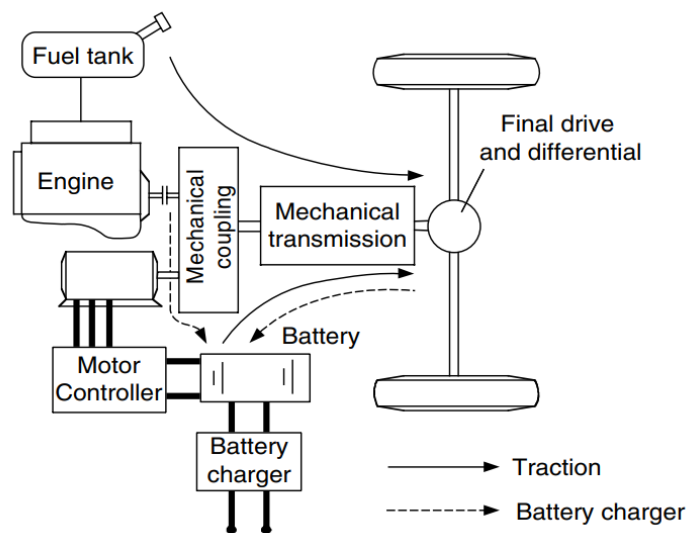 Fuel tank
Engine
Mechanical
coupling
Mechanical
transmission
Final drive
and differential
Battery
Motor
Controller
Battery
charger
Traction
Battery charger